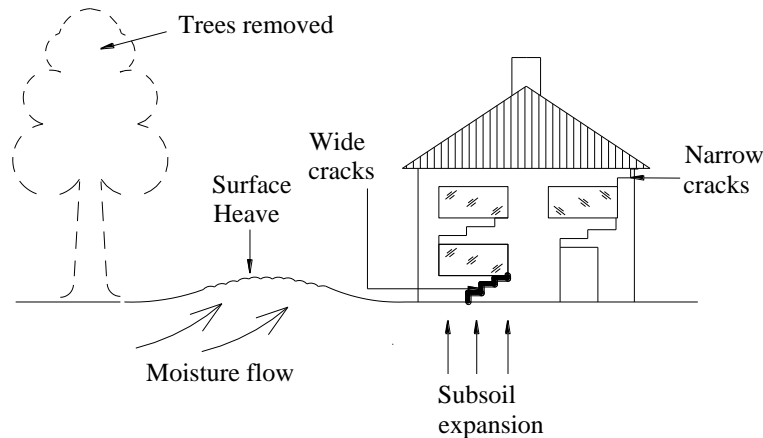 Trees removed
Wide
cracks
Narrow
cracks
Surface
Heave
Moisture flow
Subsoil
expansion